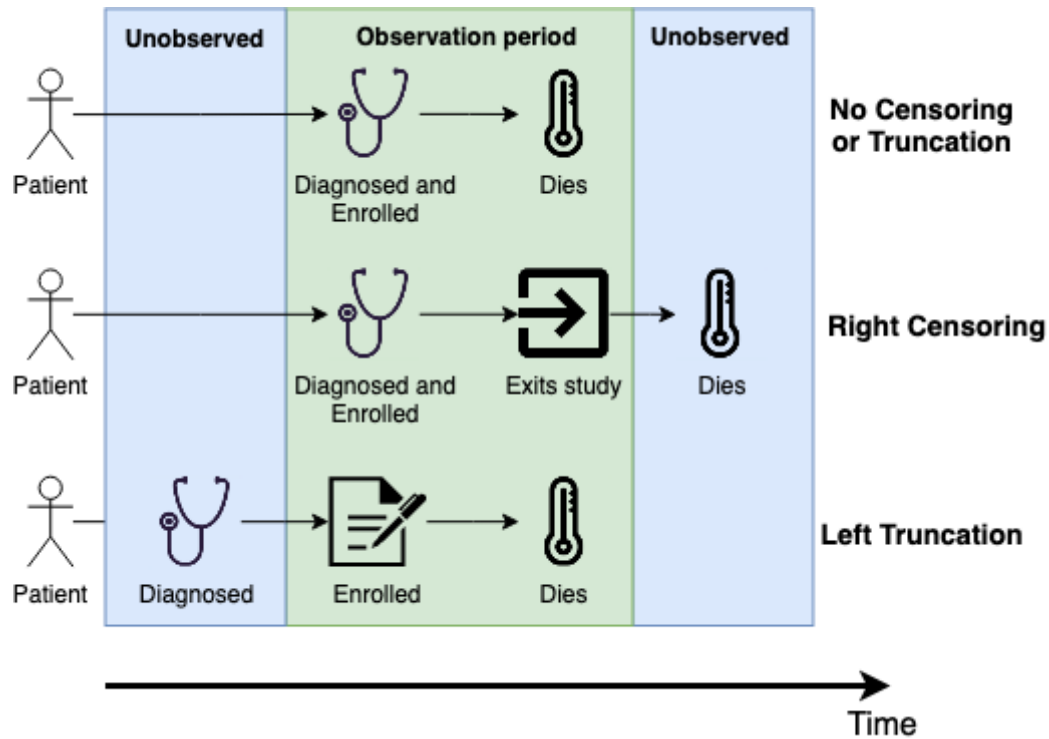 Unobserved
Observation period
Unobserved
No Censoring
or Truncation
Patient
Diagnosed and
Enrolled
Dies
Right Censoring
Patient
Diagnosed and
Enrolled
Exits study
Dies
Left Truncation
Patient
Diagnosed
Enrolled
Dies
Time